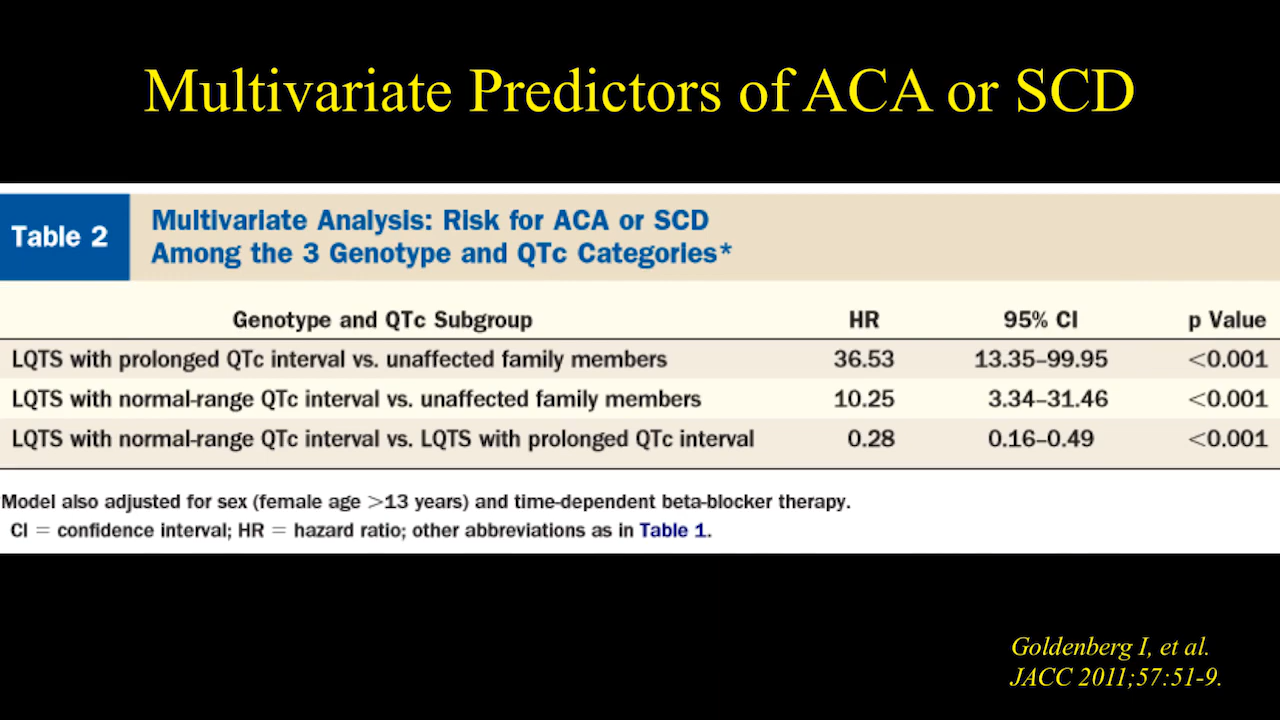 Multivariate Predictors of ACA or SCD
Table 2
Multivariate Analysis: Risk for ACA or SCD
Among the 3 Genotype and QTc Categories*
Genotype and QTc Subgroup HR 95% CI p Value
LQTS with prolonged QTc interval vs. unaffected family members 36.53 13.35–99.95 <0.001
LQTS with normal-range QTc interval vs. unaffected family members 10.25 3.34–31.46 <0.001
LQTS with normal-range QTc interval vs. LQTS with prolonged QTc interval 0.28 0.16–0.49 <0.001
Model also adjusted for sex (female age >13 years) and time-dependent beta-blocker therapy.
CI = confidence interval; HR = hazard ratio; other abbreviations as in Table 1.
Goldenberg I, et al.
JACC 2011;57:51-9.